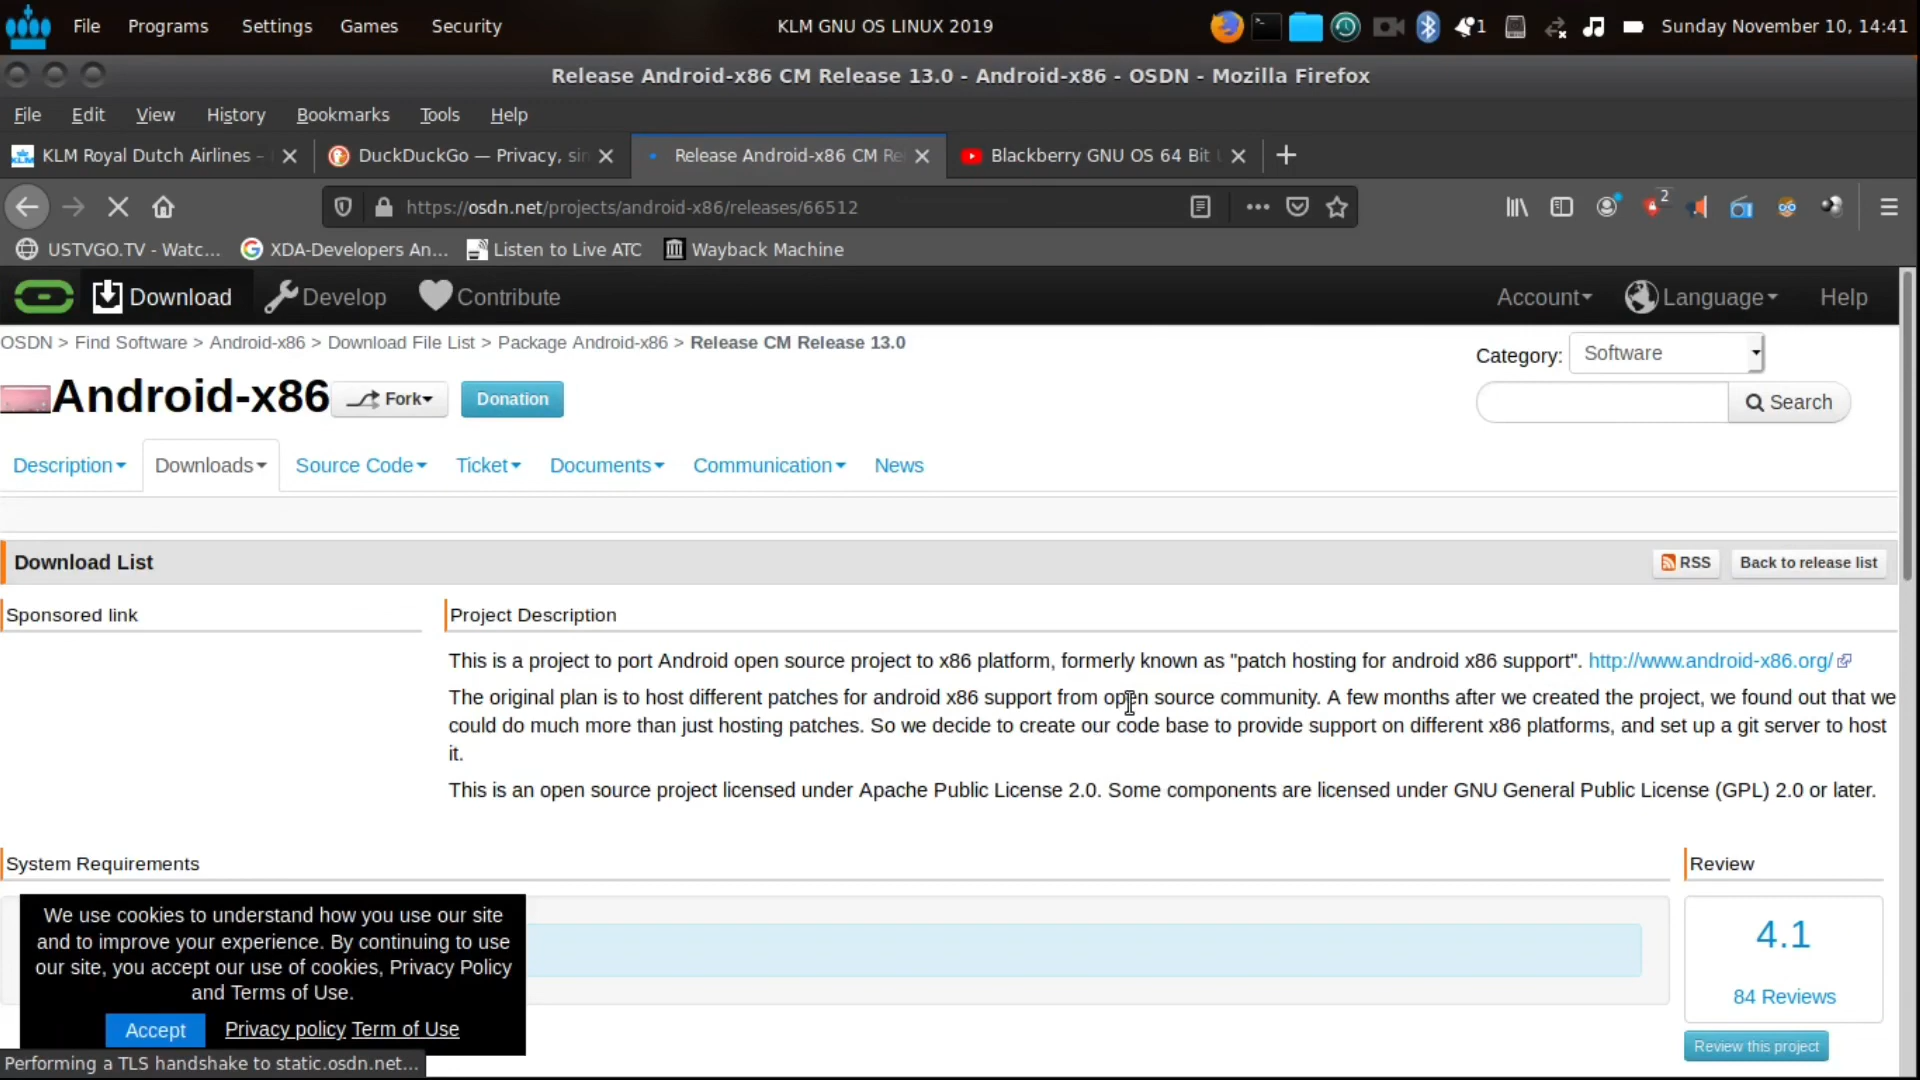 File Programs Settings Games Security KLM GNU OS LINUX 2019 1 Sunday November 10, 14:41
Release Android-x86 CM Release 13.0 - Android-x86 - OSDN - Mozilla Firefox
File Edit View History Bookmarks Tools Help
KLM Royal Dutch Airlines - DuckDuckGo — Privacy, sin Release Android-x86 CM Re Blackberry GNU OS 64 Bit
https://osdn.net/projects/android-x86/releases/66512 2
USTVGO.TV - Watc... XDA-Developers An... Listen to Live ATC Wayback Machine
Download Develop Contribute Account Language Help
OSDN > Find Software > Android-x86 > Download File List > Package Android-x86 > Release CM Release 13.0
Category: Software
Android-x86 Fork Donation
Search
Description Downloads Source Code Ticket Documents Communication News
Download List RSS Back to release list
Sponsored link Project Description
This is a project to port Android open source project to x86 platform, formerly known as "patch hosting for android x86 support". http://www.android-x86.org/
The original plan is to host different patches for android x86 support from open source community. A few months after we created the project, we found out that we
could do much more than just hosting patches. So we decide to create our code base to provide support on different x86 platforms, and set up a git server to host
it.
This is an open source project licensed under Apache Public License 2.0. Some components are licensed under GNU General Public License (GPL) 2.0 or later.
System Requirements Review
We use cookies to understand how you use our site
and to improve your experience. By continuing to use
our site, you accept our use of cookies, Privacy Policy
and Terms of Use.
Accept Privacy policy Term of Use
4.1
84 Reviews
Review this project
Performing a TLS handshake to static.osdn.net...